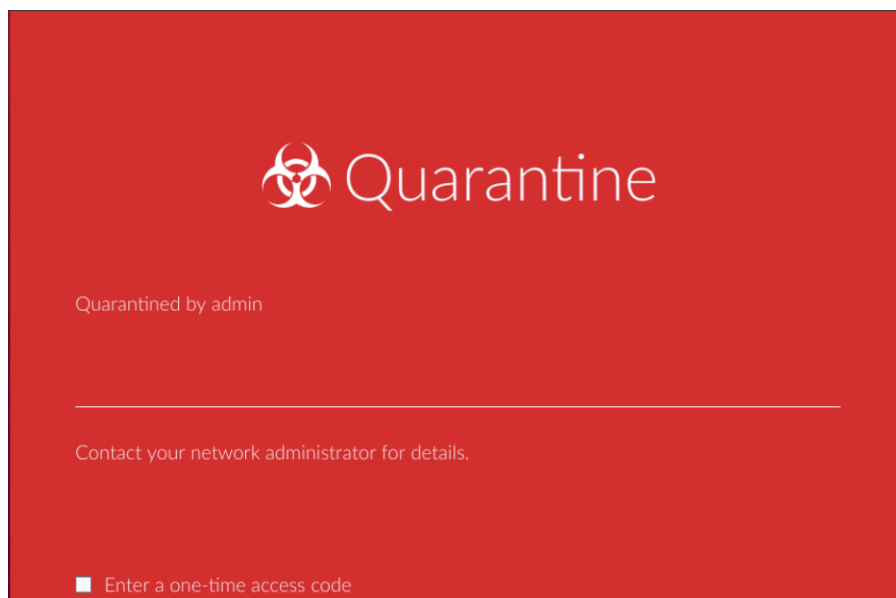 Quarantine
Quarantined by admin
Contact your network administrator for details.
Enter a one-time access code